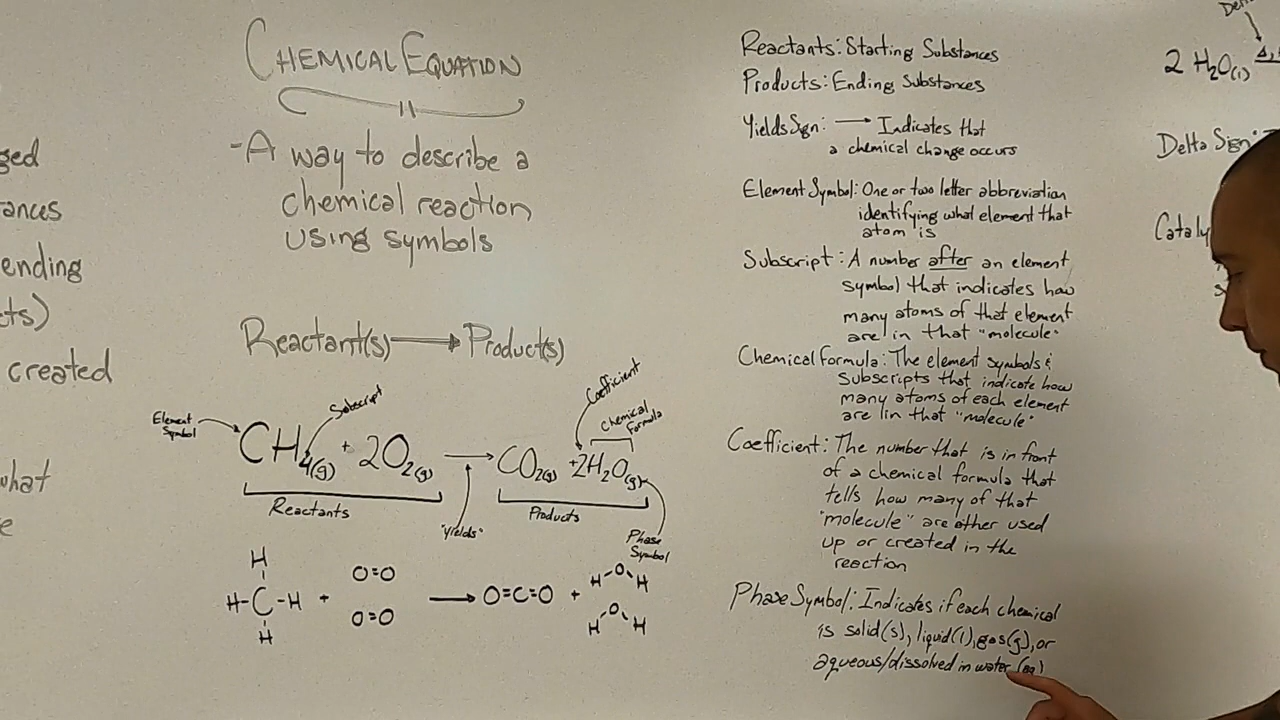 ged
ances
ending
cts)
created
what
e
CHEMICAL EQUATION
-A way to describe a
chemical reaction
using symbols
Reactant(s) ⟶ Product(s)
Element
Symbol
Subscript
Coefficient
Chemical
Formula
CH4(g) + 2O2(g) ⟶ CO2(g) + 2H2O(g)
Reactants
"yields"
Products
Phase
Symbol
H
H-C-H + O=O ⟶ O=C=O + H-O-H
H
O=O
H O H
Reactants: Starting Substances
Products: Ending Substances
Yields Sign: ⟶ Indicates that
a chemical change occurs
Element Symbol: One or two letter abbreviation
identifying what element that
atom is
Subscript: A number after an element
symbol that indicates how
many atoms of that element
are in that "molecule"
Chemical Formula: The element symbols &
subscripts that indicate how
many atoms of each element
are in that "molecule"
Coefficient: The number that is in front
of a chemical formula that
tells how many of that
"molecule" are other used
up or created in the
reaction
Phase Symbol: Indicates if each chemical
is solid(s), liquid(l), gas(g), or
aqueous/dissolved in water (aq)
2 H2O(l)
Delta Sign:
Cataly